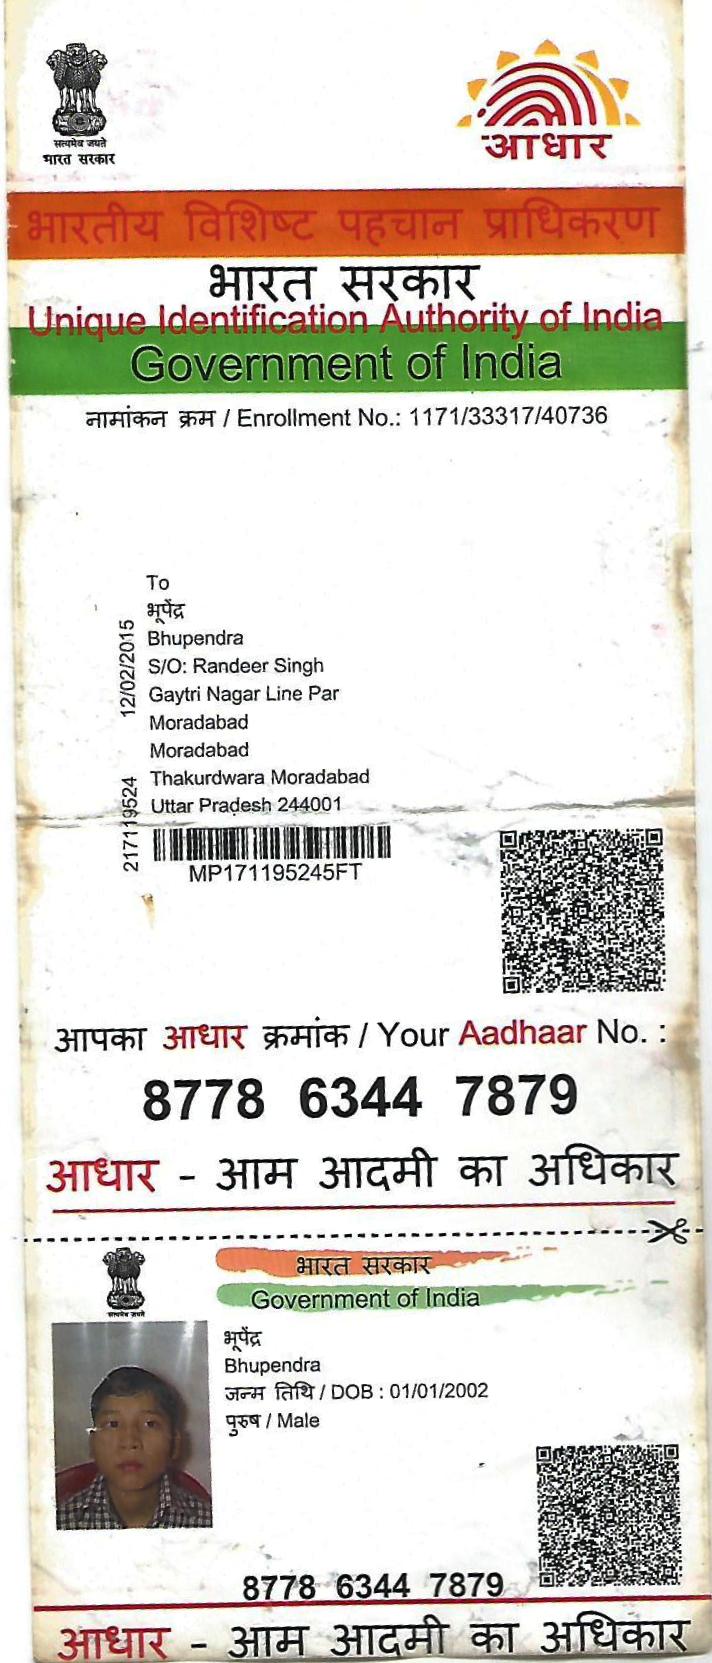 सत्यमेव जयते
भारत सरकार
आधार
भारतीय विशिष्ट पहचान प्राधिकरण
भारत सरकार
Unique Identification Authority of India
Government of India
नामांकन क्रम / Enrollment No.: 1171/33317/40736
To
भूपेंद्र
Bhupendra
S/O: Randeer Singh
Gaytri Nagar Line Par
Moradabad
Moradabad
Thakurdwara Moradabad
Uttar Pradesh 244001
12/02/2015
217119524
MP171195245FT
आपका आधार क्रमांक / Your Aadhaar No. :
8778 6344 7879
आधार - आम आदमी का अधिकार
सत्यमेव जयते
भारत सरकार
Government of India
भूपेंद्र
Bhupendra
जन्म तिथि / DOB : 01/01/2002
पुरुष / Male
8778 6344 7879
आधार - आम आदमी का अधिकार